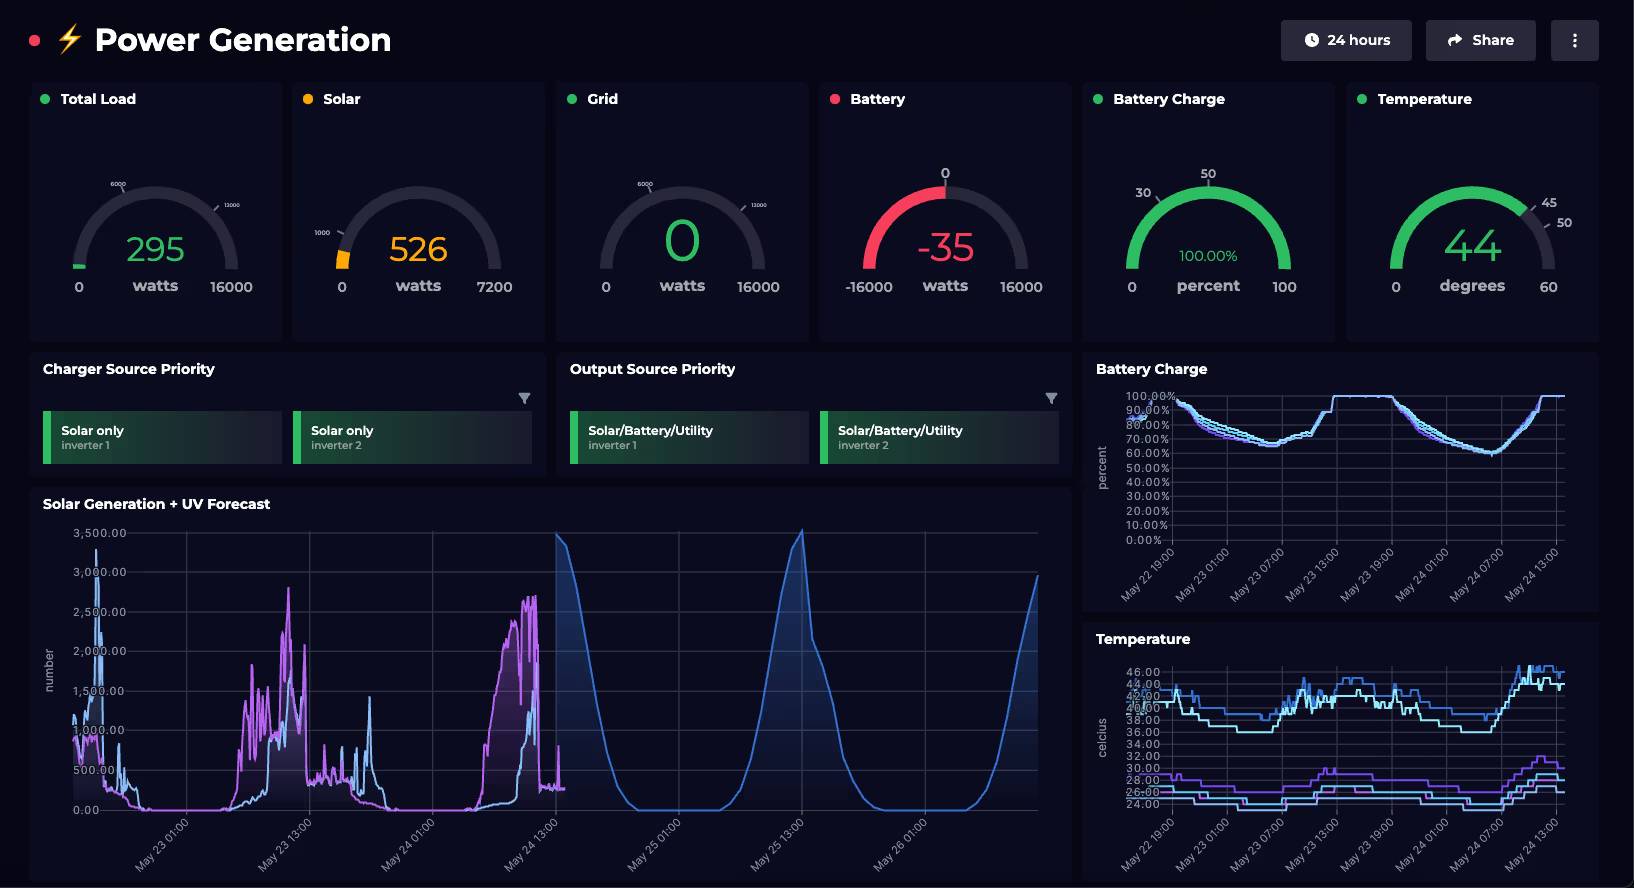 Power Generation
24 hours
Share
Total Load
6000
12000
295
0
watts
16000
Solar
1000
526
0
watts
7200
Grid
6000
12000
0
0
watts
16000
Battery
0
-35
-16000
watts
16000
Battery Charge
30
50
100.00%
0
percent
100
Temperature
45
50
44
0
degrees
60
Charger Source Priority
Solar only
inverter 1
Solar only
inverter 2
Output Source Priority
Solar/Battery/Utility
inverter 1
Solar/Battery/Utility
inverter 2
Battery Charge
percent
100.00%
90.00%
80.00%
70.00%
60.00%
50.00%
40.00%
30.00%
20.00%
10.00%
0.00%
May 22 19:00
May 23 01:00
May 23 07:00
May 23 13:00
May 23 19:00
May 24 01:00
May 24 07:00
May 24 13:00
Solar Generation + UV Forecast
number
3,500.00
3,000.00
2,500.00
2,000.00
1,500.00
1,000.00
500.00
0.00
May 23 01:00
May 23 13:00
May 24 01:00
May 24 13:00
May 25 01:00
May 25 13:00
May 26 01:00
Temperature
celcius
46.00
44.00
42.00
40.00
38.00
36.00
34.00
32.00
30.00
28.00
26.00
24.00
May 22 19:00
May 23 01:00
May 23 07:00
May 23 13:00
May 23 19:00
May 24 01:00
May 24 07:00
May 24 13:00